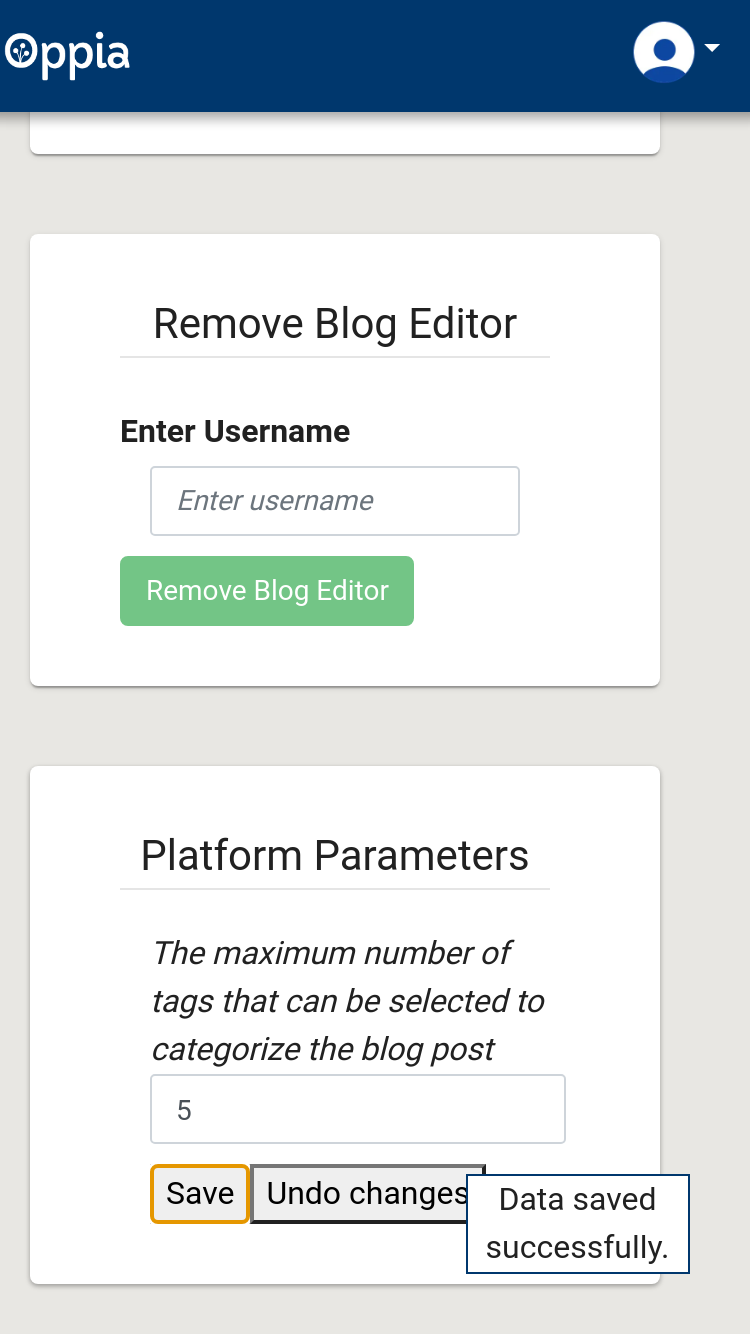 Oppia
Remove Blog Editor
Enter Username
Enter username
Remove Blog Editor
Platform Parameters
The maximum number of
tags that can be selected to
categorize the blog post
5
Save
Undo changes
Data saved
successfully.